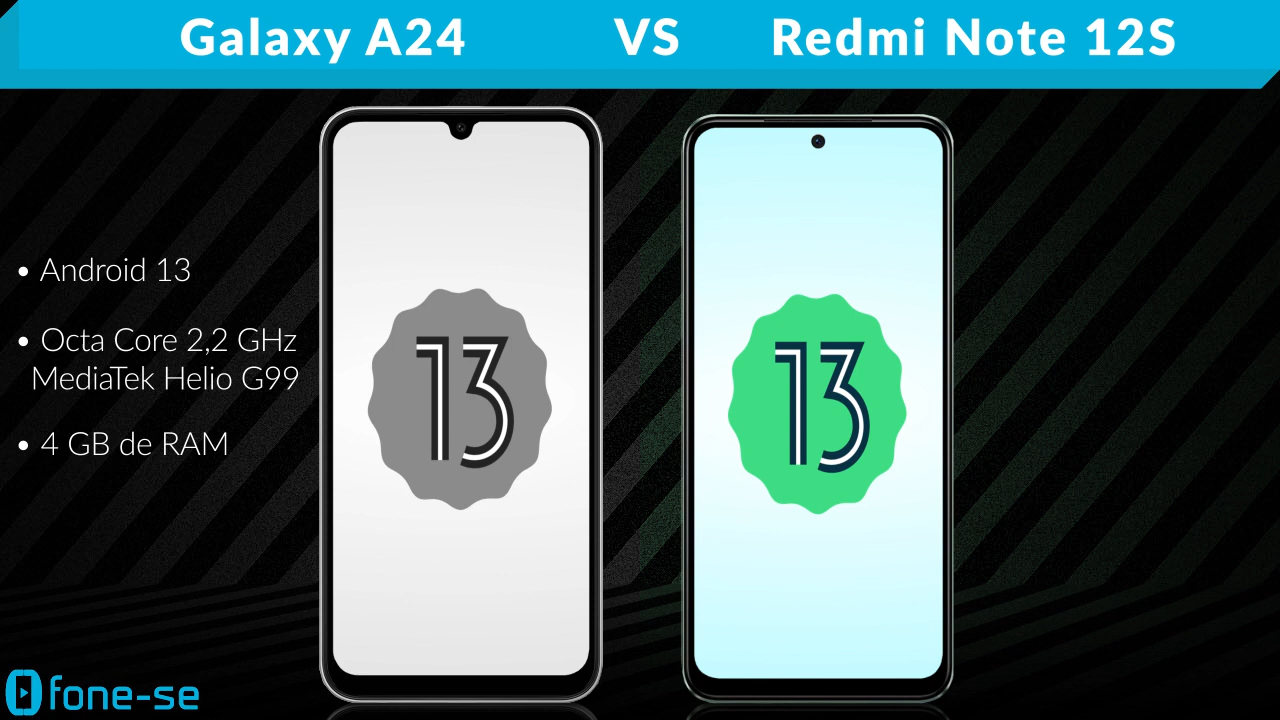 Galaxy A24 VS Redmi Note 12S
• Android 13
• Octa Core 2,2 GHz
MediaTek Helio G99
• 4 GB de RAM
13
13
fone-se